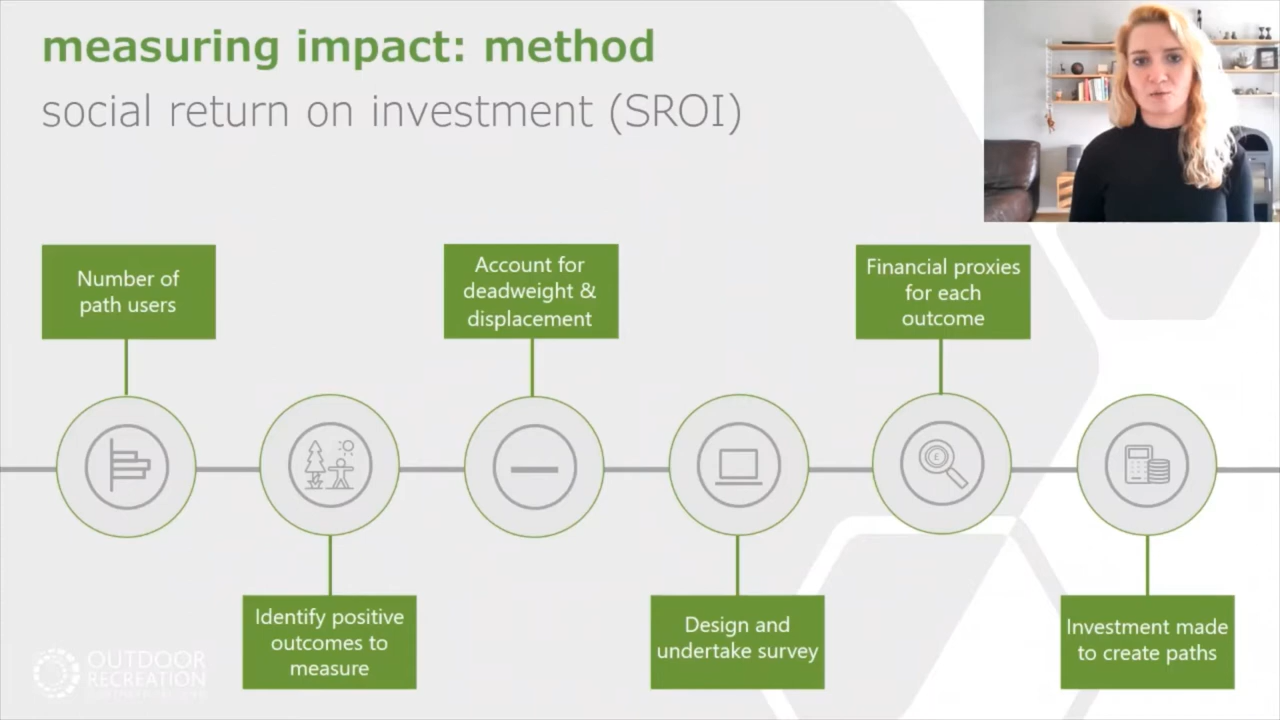 measuring impact: method
social return on investment (SROI)
Number of
path users
Account for
deadweight &
displacement
Financial proxies
for each
outcome
£
Identify positive
outcomes to
measure
Design and
undertake survey
Investment made
to create paths
OUTDOOR
RECREATION